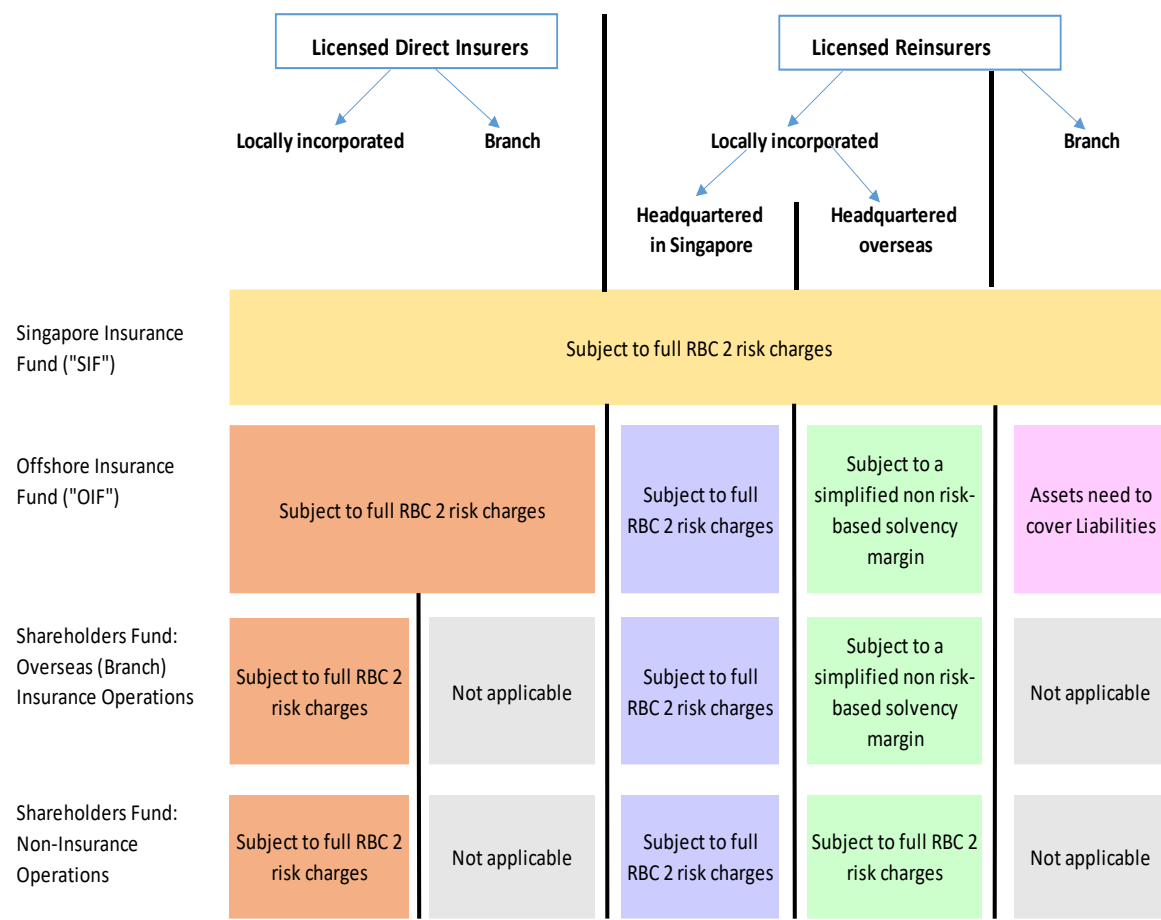 Licensed Direct Insurers
Licensed Reinsurers
Locally incorporated
Branch
Locally incorporated
Branch
Headquartered
in Singapore
Headquartered
overseas
Singapore Insurance
Fund ("SIF")
Subject to full RBC 2 risk charges
Offshore Insurance
Fund ("OIF")
Subject to full RBC 2 risk charges
Subject to full
RBC 2 risk charges
Subject to a
simplified non risk-
based solvency
margin
Assets need to
cover Liabilities
Shareholders Fund:
Overseas (Branch)
Insurance Operations
Subject to full RBC 2
risk charges
Not applicable
Subject to full
RBC 2 risk charges
Subject to a
simplified non risk-
based solvency
margin
Not applicable
Shareholders Fund:
Non-Insurance
Operations
Subject to full RBC 2
risk charges
Not applicable
Subject to full
RBC 2 risk charges
Subject to full RBC 2
risk charges
Not applicable